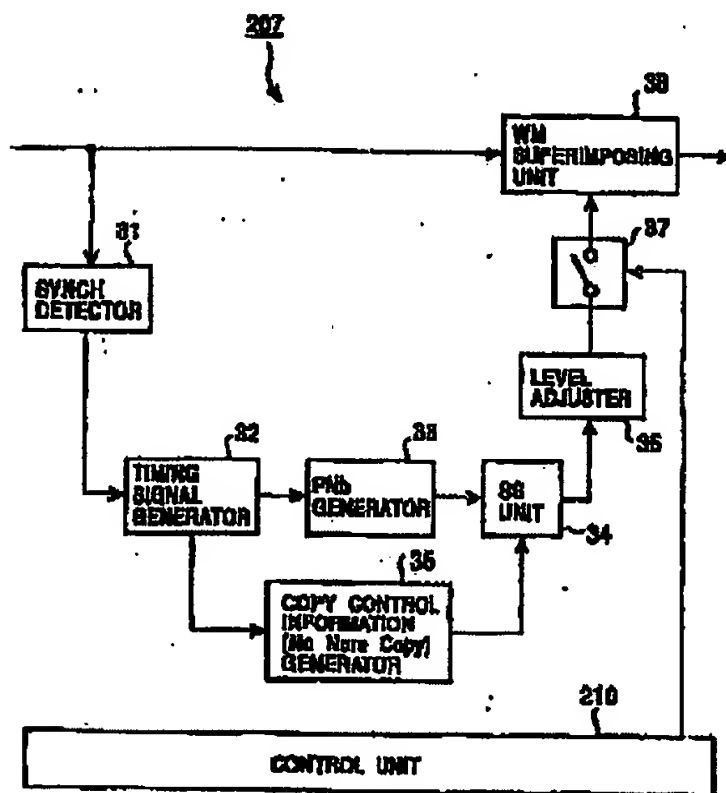 207
38
WM
SUPERIMPOSING
UNIT
31
37
SYNCH
DETECTOR
LEVEL
ADJUSTER
36
32
33
TIMING
SIGNAL
GENERATOR
PNb
GENERATOR
SS
UNIT
34
35
COPY CONTROL
INFORMATION
(No More Copy)
GENERATOR
210
CONTROL UNIT